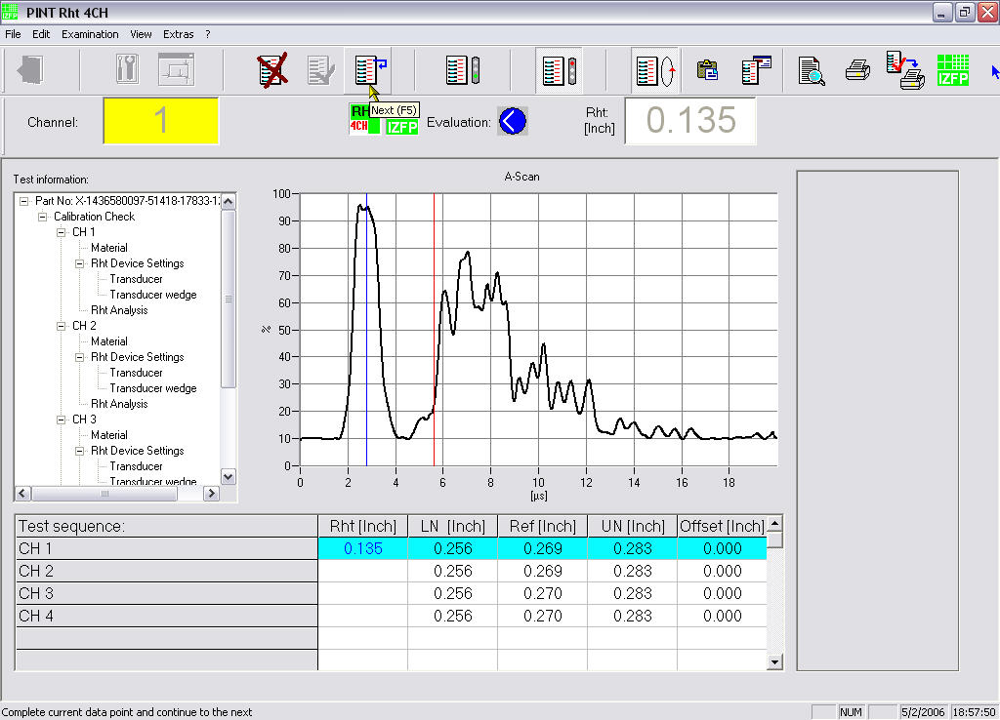 PINT Rht 4CH
File Edit Examination View Extras ?
IZFP
Channel: 1
RH
4CH
IZFP
Next (F5)
Evaluation:
Rht:
[Inch]
0.135
Test information:
Part No: X-1436580097-51418-17833-12
Calibration Check
CH 1
Material
Rht Device Settings
Transducer
Transducer wedge
Rht Analysis
CH 2
Material
Rht Device Settings
Transducer
Transducer wedge
Rht Analysis
CH 3
Material
Rht Device Settings
Transducer
Transducer wedge
A-Scan
100
90
80
70
60
50
40
30
20
10
0
%
0 2 4 6 8 10 12 14 16 18
[µs]
Test sequence: Rht [Inch] LN [Inch] Ref [Inch] UN [Inch] Offset [Inch]
CH 1 0.135 0.256 0.269 0.283 0.000
CH 2 0.256 0.269 0.283 0.000
CH 3 0.256 0.270 0.283 0.000
CH 4 0.256 0.270 0.283 0.000
Complete current data point and continue to the next
NUM 5/2/2006 18:57:50